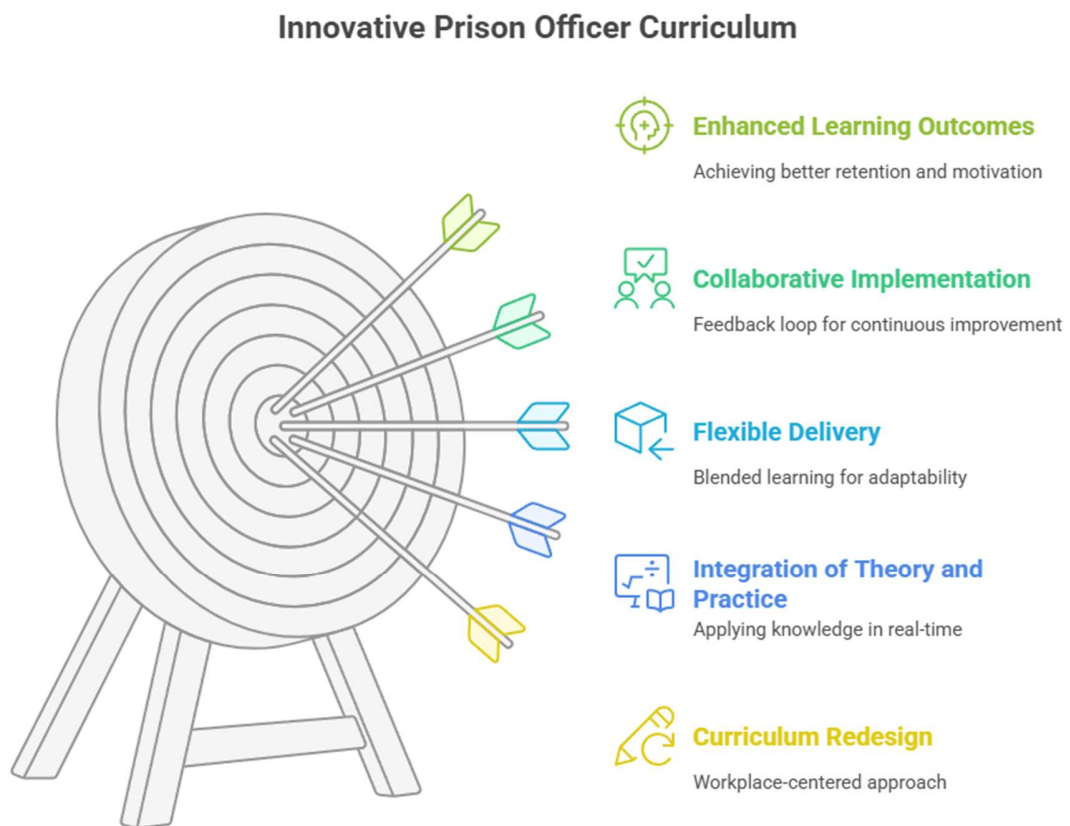 Innovative Prison Officer Curriculum
Enhanced Learning Outcomes
Achieving better retention and motivation
Collaborative Implementation
Feedback loop for continuous improvement
Flexible Delivery
Blended learning for adaptability
Integration of Theory and
Practice
Applying knowledge in real-time
Curriculum Redesign
Workplace-centered approach